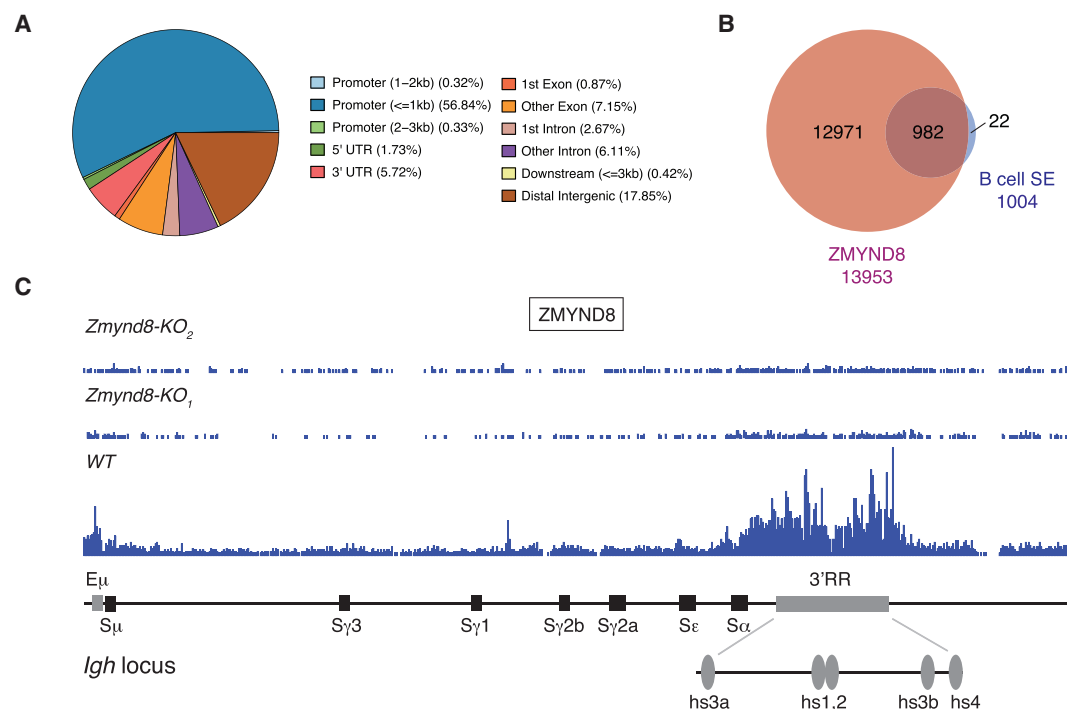 A
Promoter (1–2kb) (0.32%)
Promoter (<=1kb) (56.84%)
Promoter (2–3kb) (0.33%)
5' UTR (1.73%)
3' UTR (5.72%)
1st Exon (0.87%)
Other Exon (7.15%)
1st Intron (2.67%)
Other Intron (6.11%)
Downstream (<=3kb) (0.42%)
Distal Intergenic (17.85%)
B
12971
982
22
B cell SE
1004
ZMYND8
13953
C
ZMYND8
Zmynd8-KO2
Zmynd8-KO1
WT
Eμ
3'RR
Sμ Sγ3 Sγ1 Sγ2b Sγ2a Sε Sα
Igh locus
hs3a hs1,2 hs3b hs4